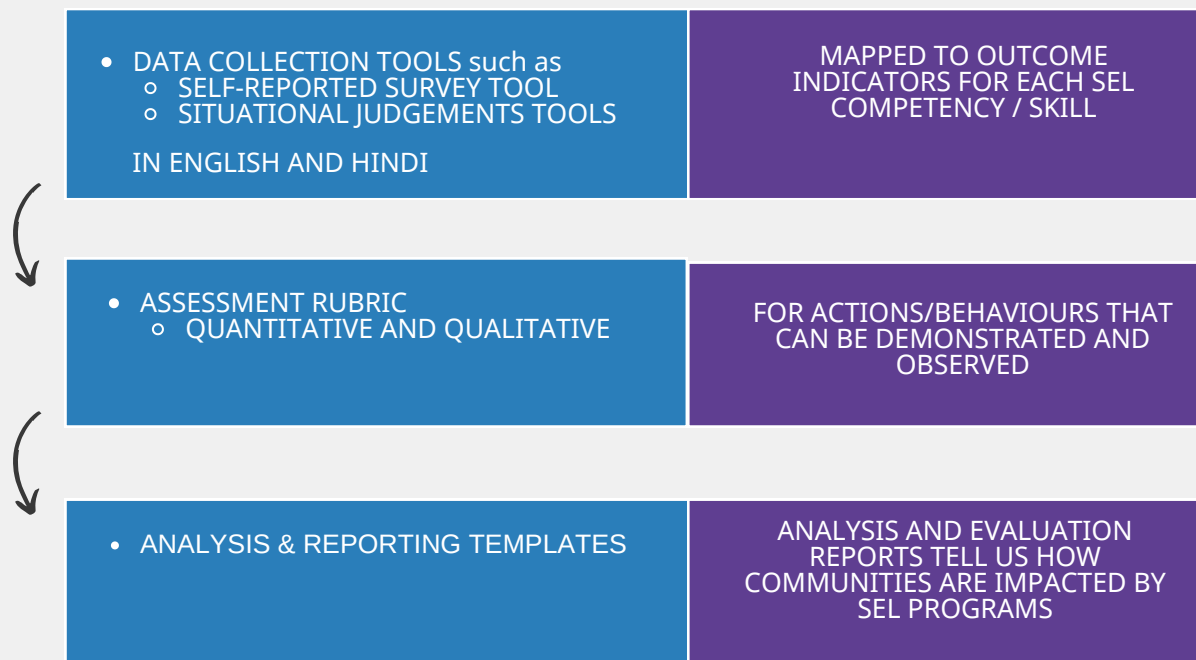 DATA COLLECTION TOOLS such as
SELF-REPORTED SURVEY TOOL
SITUATIONAL JUDGEMENTS TOOLS
IN ENGLISH AND HINDI
MAPPED TO OUTCOME
INDICATORS FOR EACH SEL
COMPETENCY / SKILL
ASSESSMENT RUBRIC
QUANTITATIVE AND QUALITATIVE
FOR ACTIONS/BEHAVIOURS THAT
CAN BE DEMONSTRATED AND
OBSERVED
ANALYSIS & REPORTING TEMPLATES
ANALYSIS AND EVALUATION
REPORTS TELL US HOW
COMMUNITIES ARE IMPACTED BY
SEL PROGRAMS